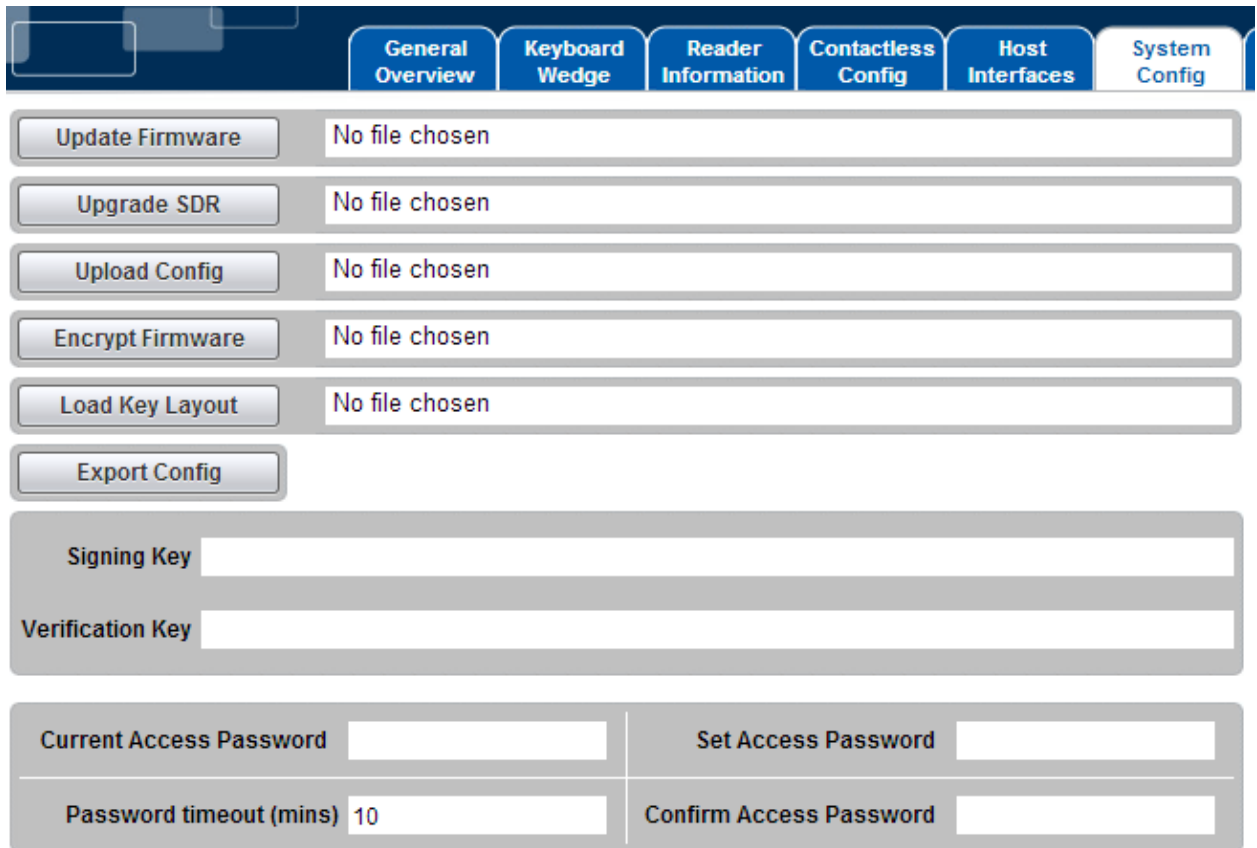 General Overview Keyboard Wedge Reader Information Contactless Config Host Interfaces System Config
Update Firmware No file chosen
Upgrade SDR No file chosen
Upload Config No file chosen
Encrypt Firmware No file chosen
Load Key Layout No file chosen
Export Config
Signing Key
Verification Key
Current Access Password Set Access Password
Password timeout (mins) 10 Confirm Access Password